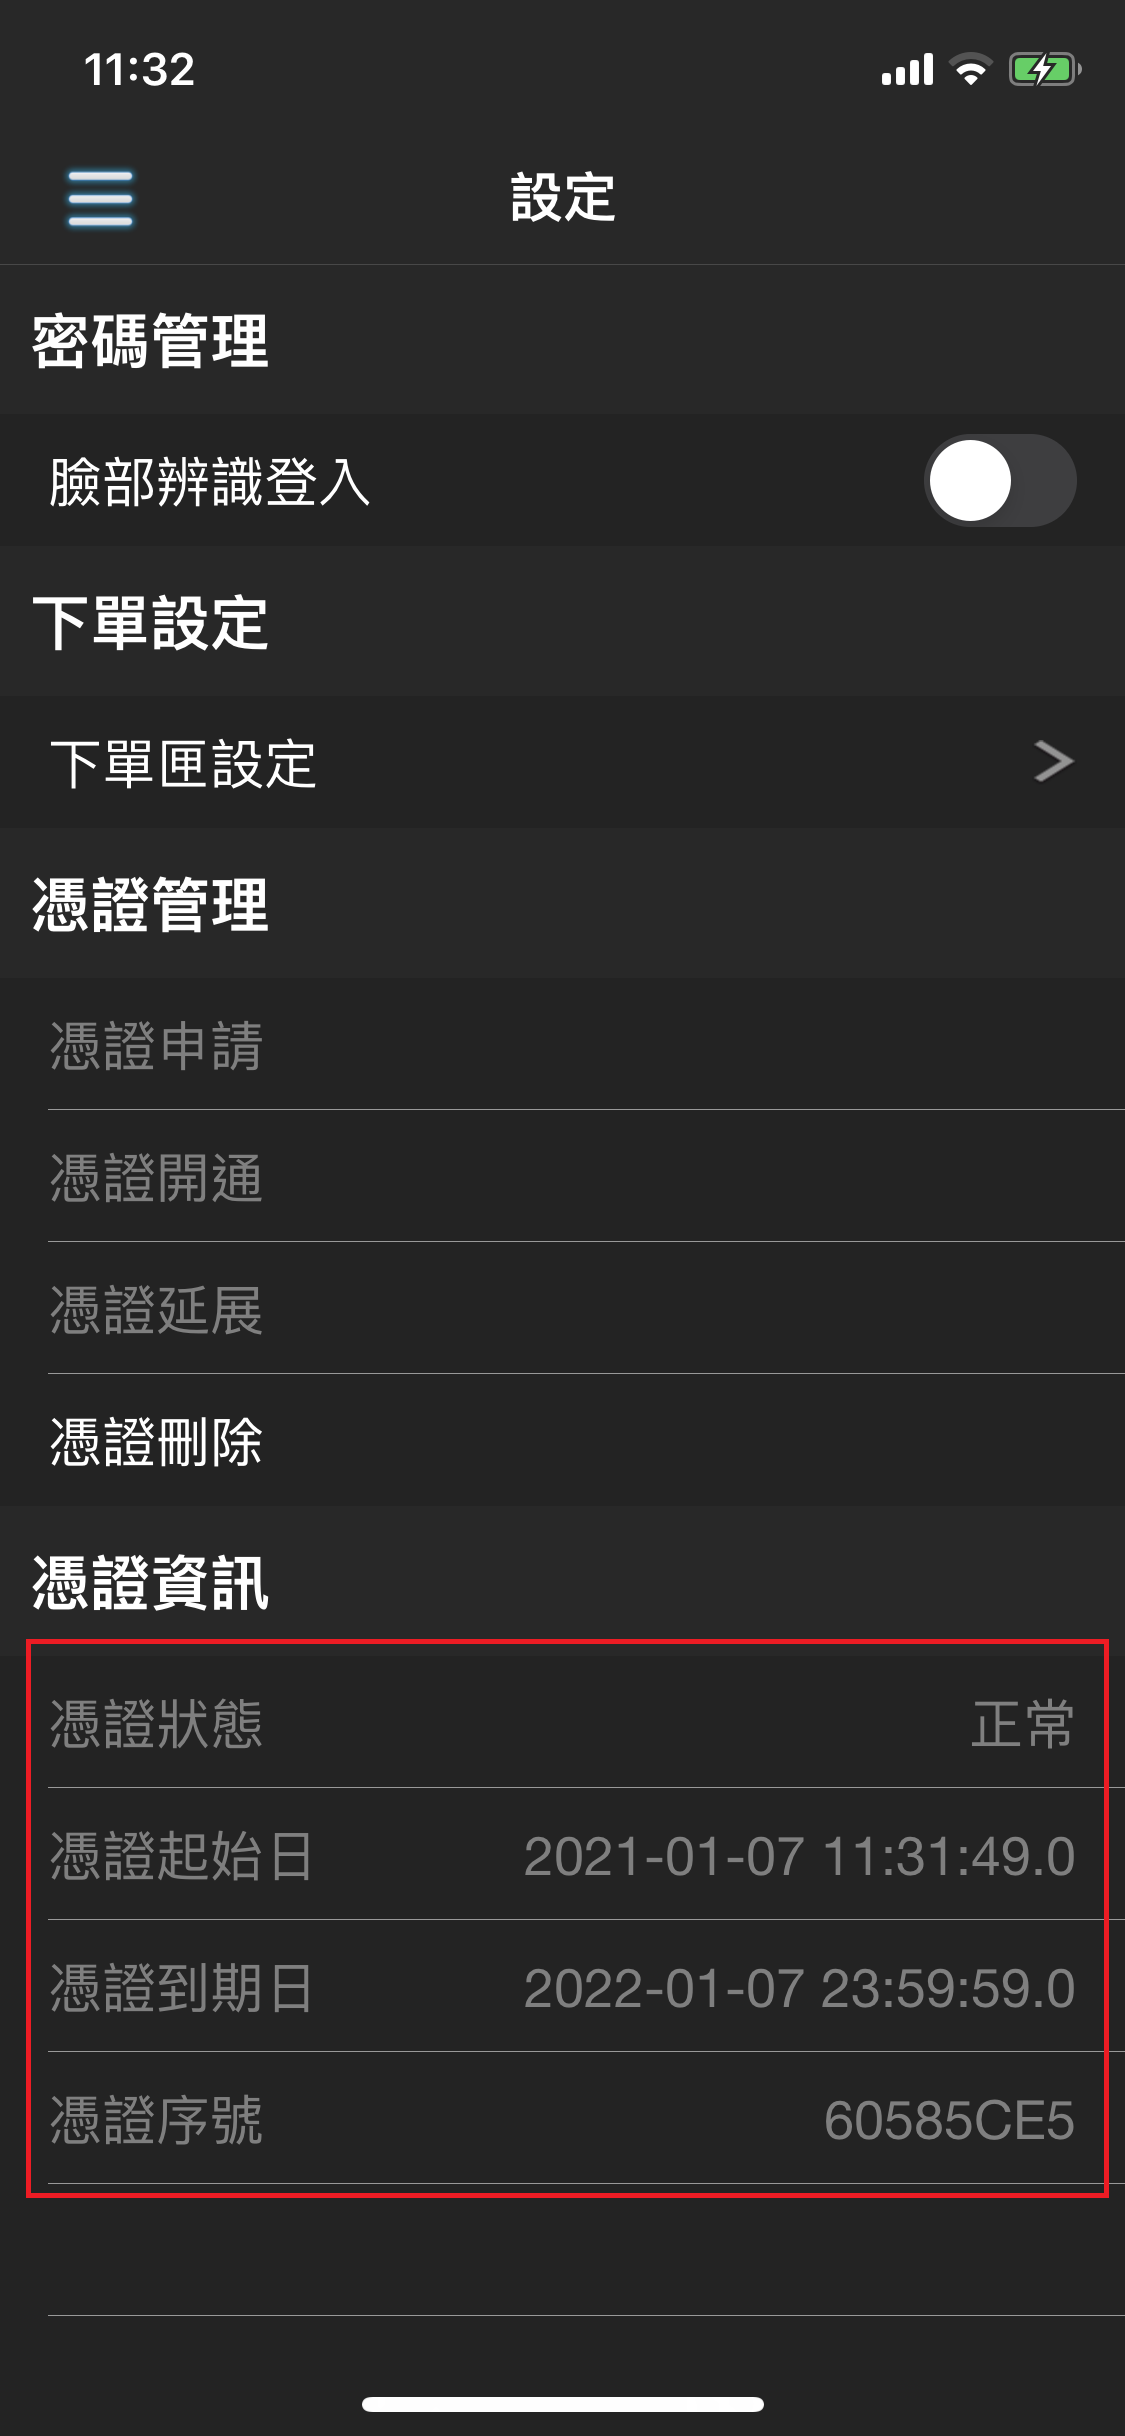 11:32
設定
密碼管理
臉部辨識登入
下單設定
下單匣設定
憑證管理
憑證申請
憑證開通
憑證延展
憑證刪除
憑證資訊
憑證狀態 正常
憑證起始日 2021-01-07 11:31:49.0
憑證到期日 2022-01-07 23:59:59.0
憑證序號 60585CE5